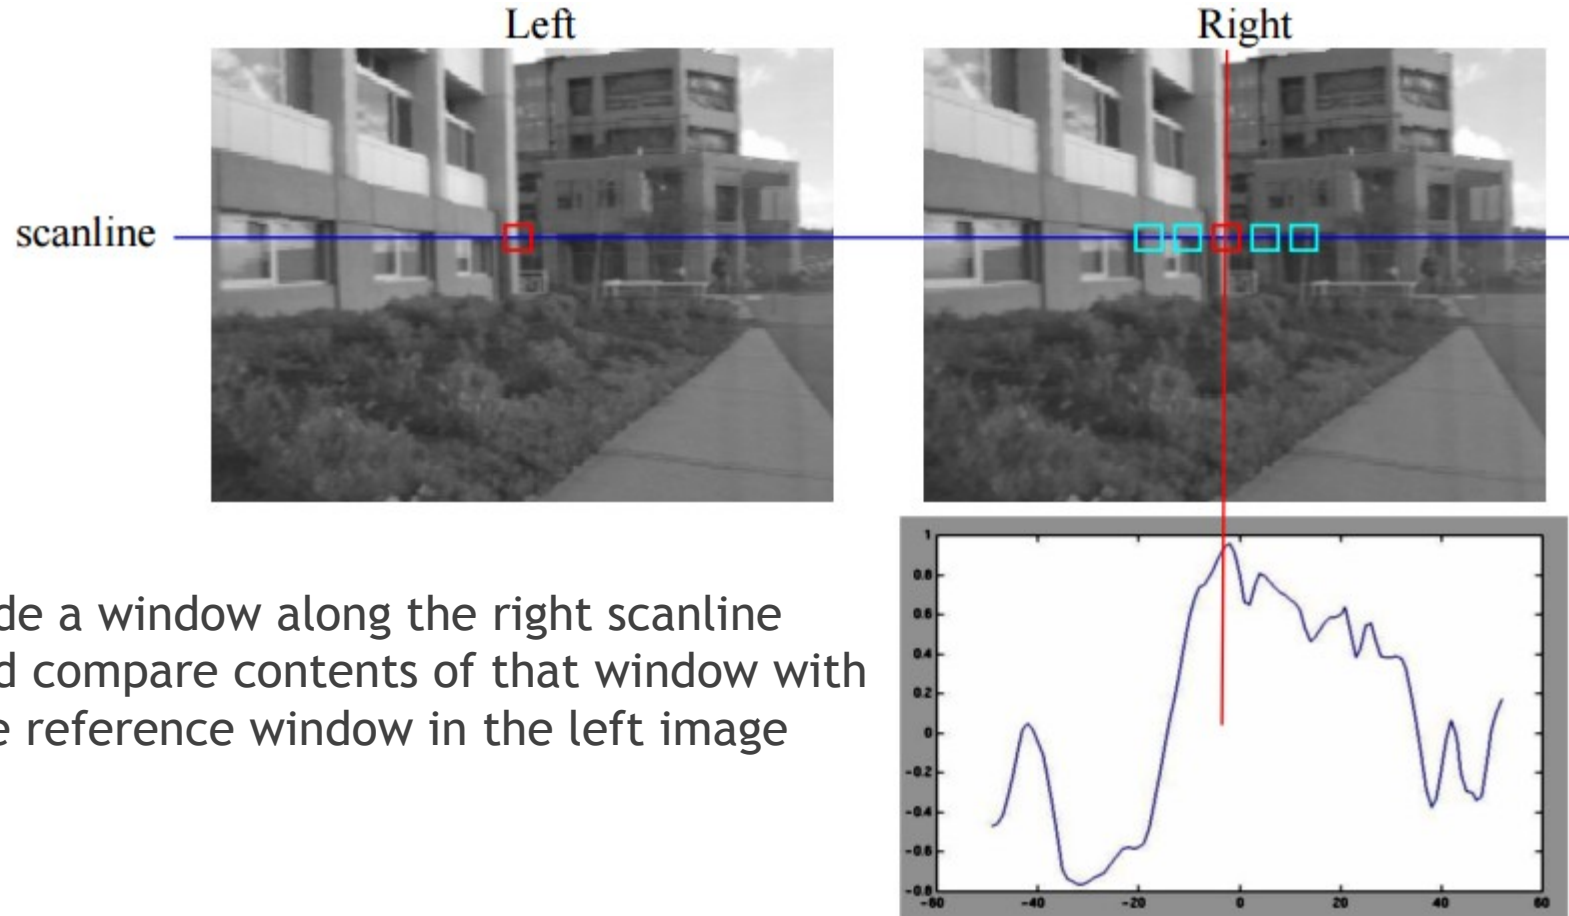 Left
Right
scanline
de a window along the right scanline
d compare contents of that window with
e reference window in the left image
1
0.8
0.6
0.4
0.2
0
-0.2
-0.4
-0.6
-0.8
-60 -40 -20 0 20 40 60